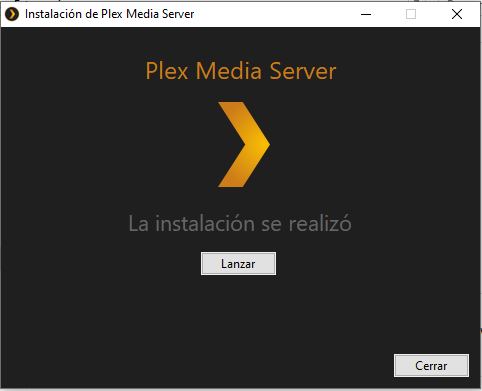 Instalación de Plex Media Server
Plex Media Server
La instalación se realizó
Lanzar
Cerrar